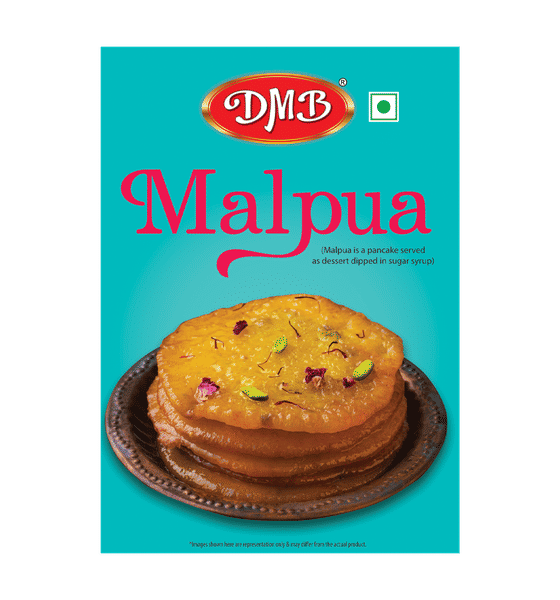 DMB®
Malpua
(Malpua is a pancake served
as dessert dipped in sugar syrup)
*Images shown here are representation only & may differ from the actual product.